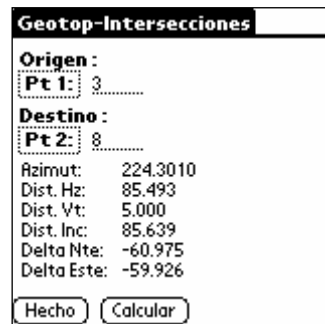 Geotop-Intersecciones
Origen :
Pt 1: 3
Destino :
Pt 2: 8
Azimut: 224.3010
Dist. Hz: 85.493
Dist. Vt: 5.000
Dist. Inc: 85.639
Delta Nte: -60.975
Delta Este: -59.926
Hecho Calcular